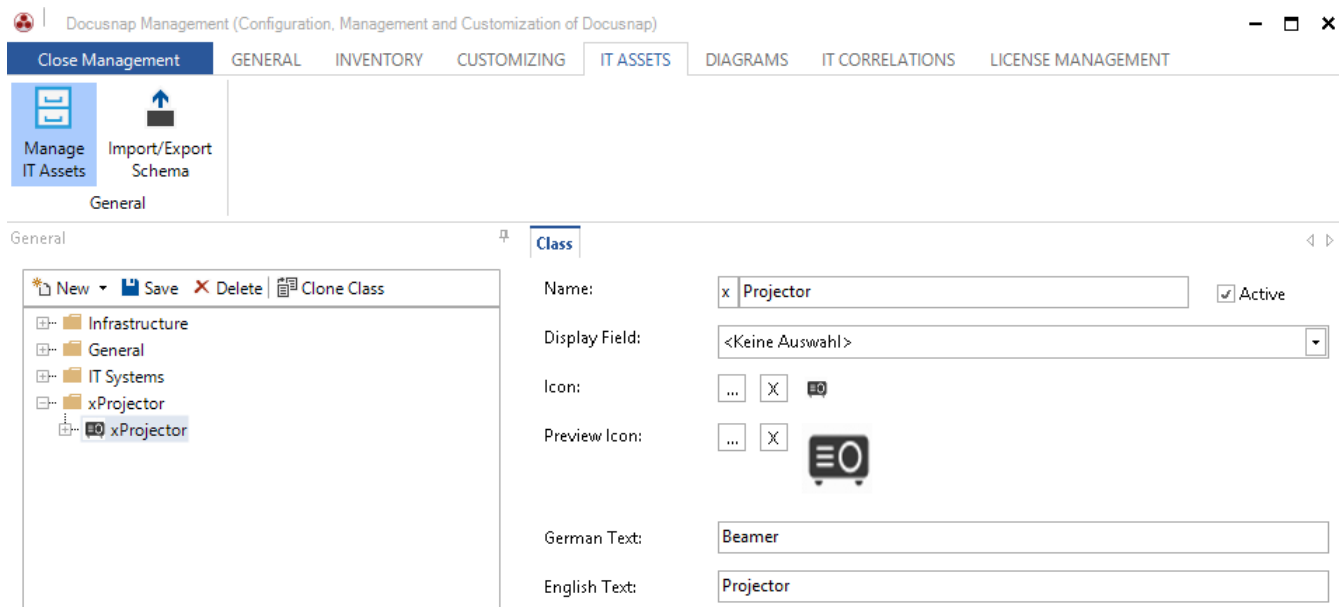 Docusnap Management (Configuration, Management and Customization of Docusnap)
Close Management GENERAL INVENTORY CUSTOMIZING IT ASSETS DIAGRAMS IT CORRELATIONS LICENSE MANAGEMENT
Manage IT Assets
Import/Export Schema
General
General
New Save Delete Clone Class
Infrastructure
General
IT Systems
xProjector
xProjector
Class
Name: x Projector Active
Display Field: <Keine Auswahl>
Icon: ... X
Preview Icon: ... X
German Text: Beamer
English Text: Projector